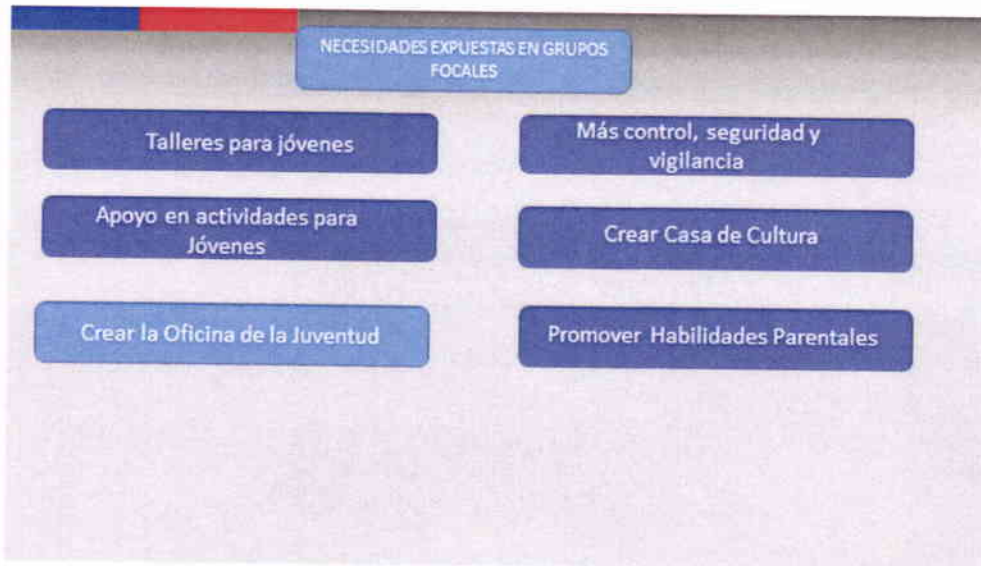 NECESIDADES EXPUESTAS EN GRUPOS
FOCALES
Talleres para jóvenes
Más control, seguridad y
vigilancia
Apoyo en actividades para
Jóvenes
Crear Casa de Cultura
Crear la Oficina de la Juventud
Promover Habilidades Parentales